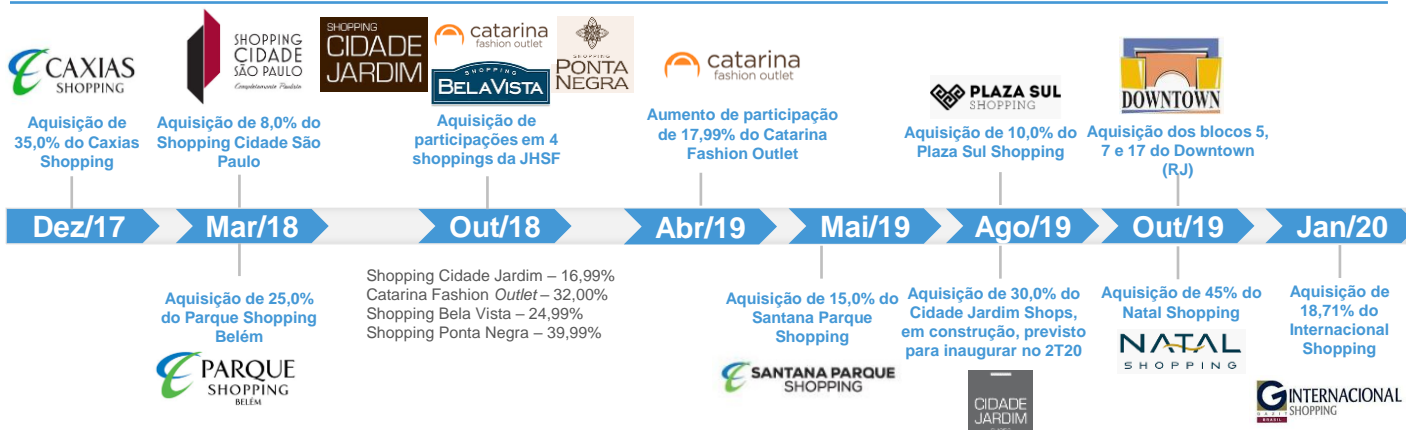 CAXIAS
SHOPPING
SHOPPING
CIDADE
SÃO PAULO
Completamente Paulista
SHOPPING
CIDADE
JARDIM
catarina
fashion outlet
SHOPPING
BELAVISTA
SHOPPING
PONTA
NEGRA
catarina
fashion outlet
PLAZA SUL
SHOPPING
DOWNTOWN
Aquisição de
35,0% do Caxias
Shopping
Aquisição de 8,0% do
Shopping Cidade São
Paulo
Aquisição de
participações em 4
shoppings da JHSF
Aumento de participação
de 17,99% do Catarina
Fashion Outlet
Aquisição de 10,0% do
Plaza Sul Shopping
Aquisição dos blocos 5,
7 e 17 do Downtown
(RJ)
Dez/17
Mar/18
Out/18
Abr/19
Mai/19
Ago/19
Out/19
Jan/20
Aquisição de 25,0%
do Parque Shopping
Belém
PARQUE
SHOPPING
BELÉM
Shopping Cidade Jardim – 16,99%
Catarina Fashion Outlet – 32,00%
Shopping Bela Vista – 24,99%
Shopping Ponta Negra – 39,99%
Aquisição de 15,0% do
Santana Parque
Shopping
SANTANA PARQUE
SHOPPING
Aquisição de 30,0% do
Cidade Jardim Shops,
em construção, previsto
para inaugurar no 2T20
CIDADE
JARDIM
Aquisição de 45% do
Natal Shopping
NATAL
SHOPPING
Aquisição de
18,71% do
Internacional
Shopping
G
GAZIT
BRASIL
INTERNACIONAL
SHOPPING